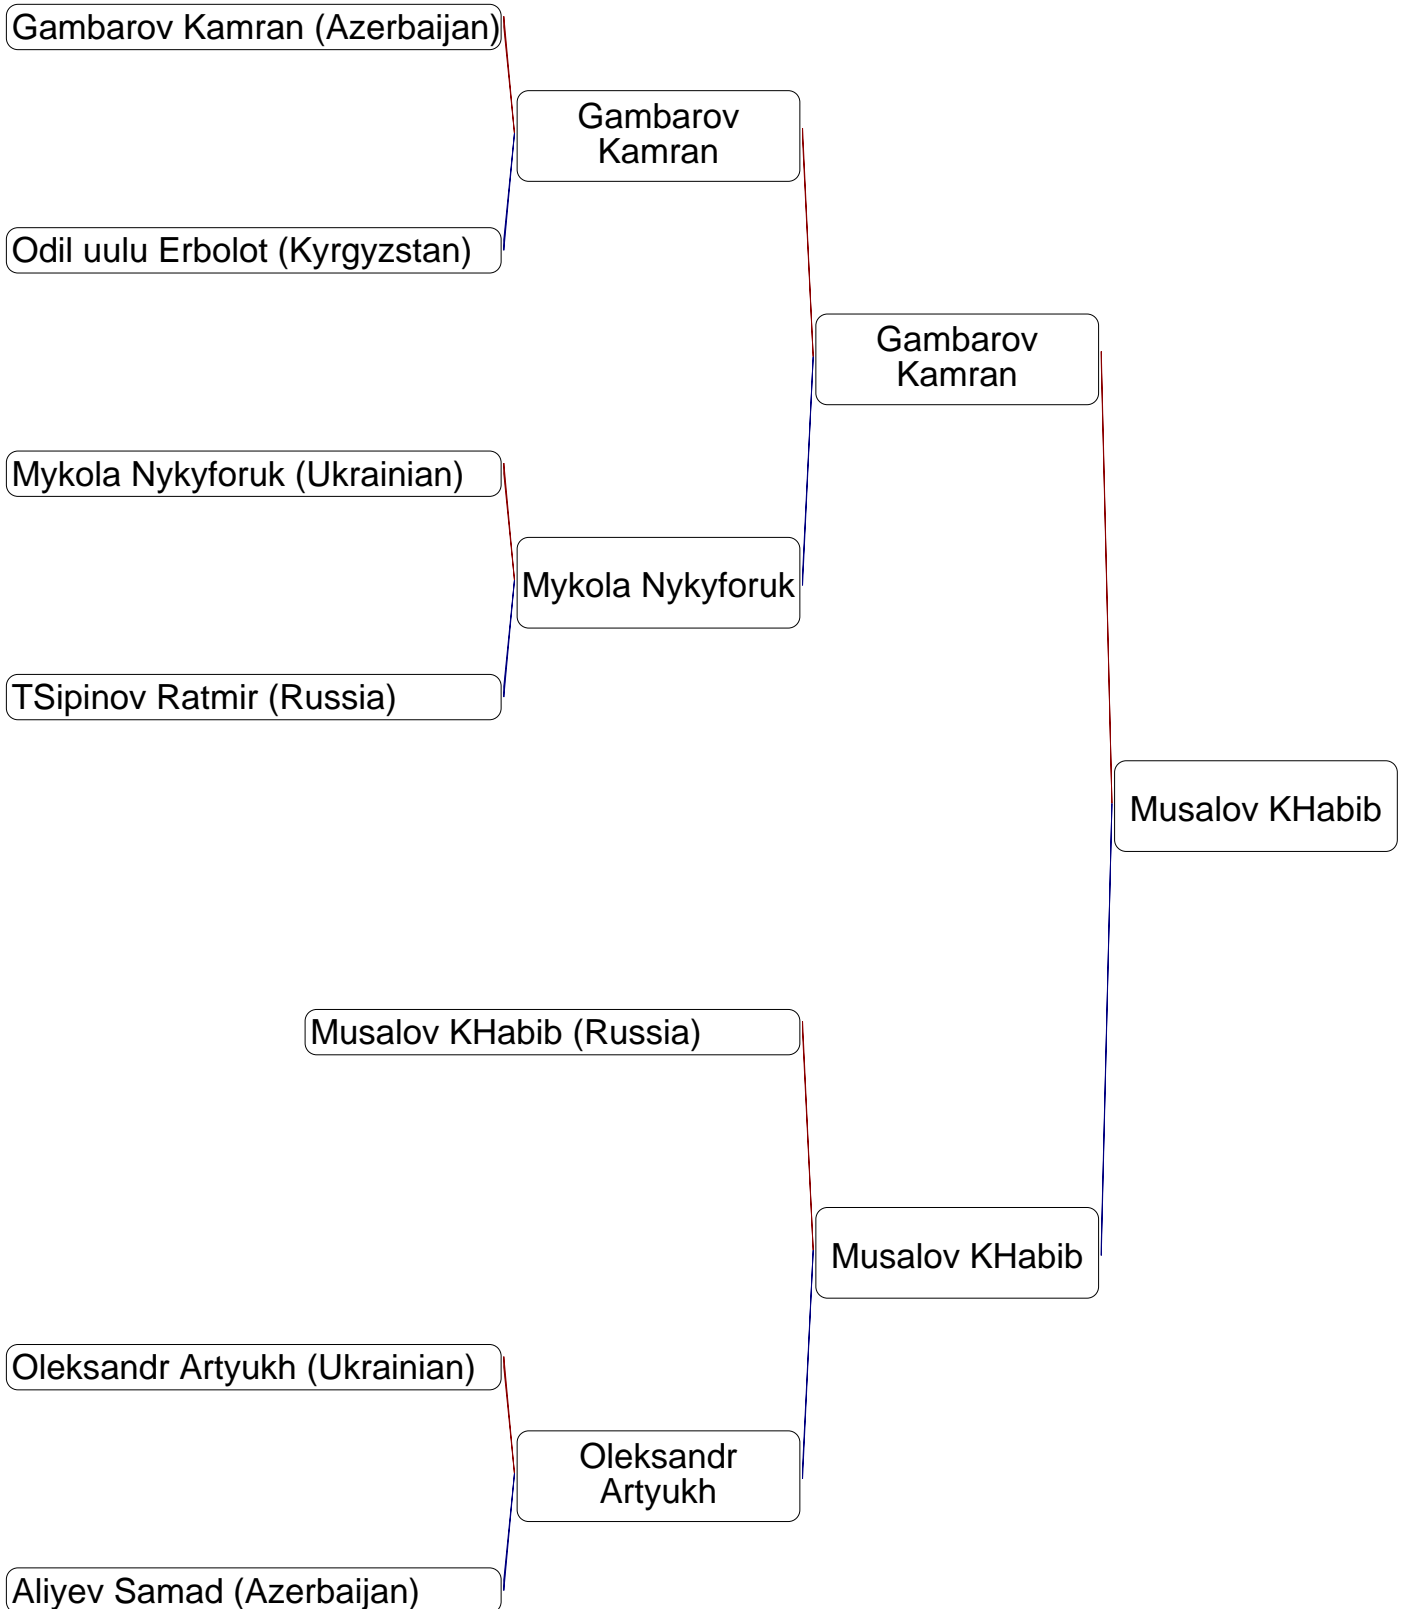 Gambarov Kamran (Azerbaijan)
Gambarov
Kamran
Odil uulu Erbolot (Kyrgyzstan)
Gambarov
Kamran
Mykola Nykyforuk (Ukrainian)
Mykola Nykyforuk
TSipinov Ratmir (Russia)
Musalov KHabib
Musalov KHabib (Russia)
Musalov KHabib
Oleksandr Artyukh (Ukrainian)
Oleksandr
Artyukh
Aliyev Samad (Azerbaijan)